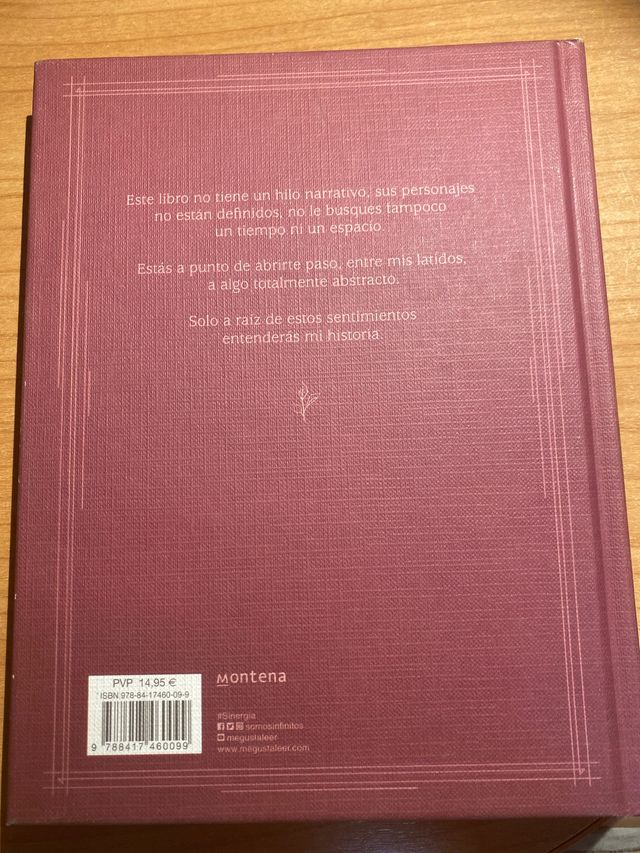 Este libro no tiene un hilo narrativo, sus personajes
no están definidos, no le busques tampoco
un tiempo ni un espacio.
Estás a punto de abrirte paso, entre mis latidos,
a algo totalmente abstracto.
Solo a raíz de estos sentimientos
entenderás mi historia.
PVP 14,95 €
ISBN:978-84-17460-09-9
9 788417 460099
Montena
#Sinergia
somosinfinitos
megustaleer
www.megustaleer.com